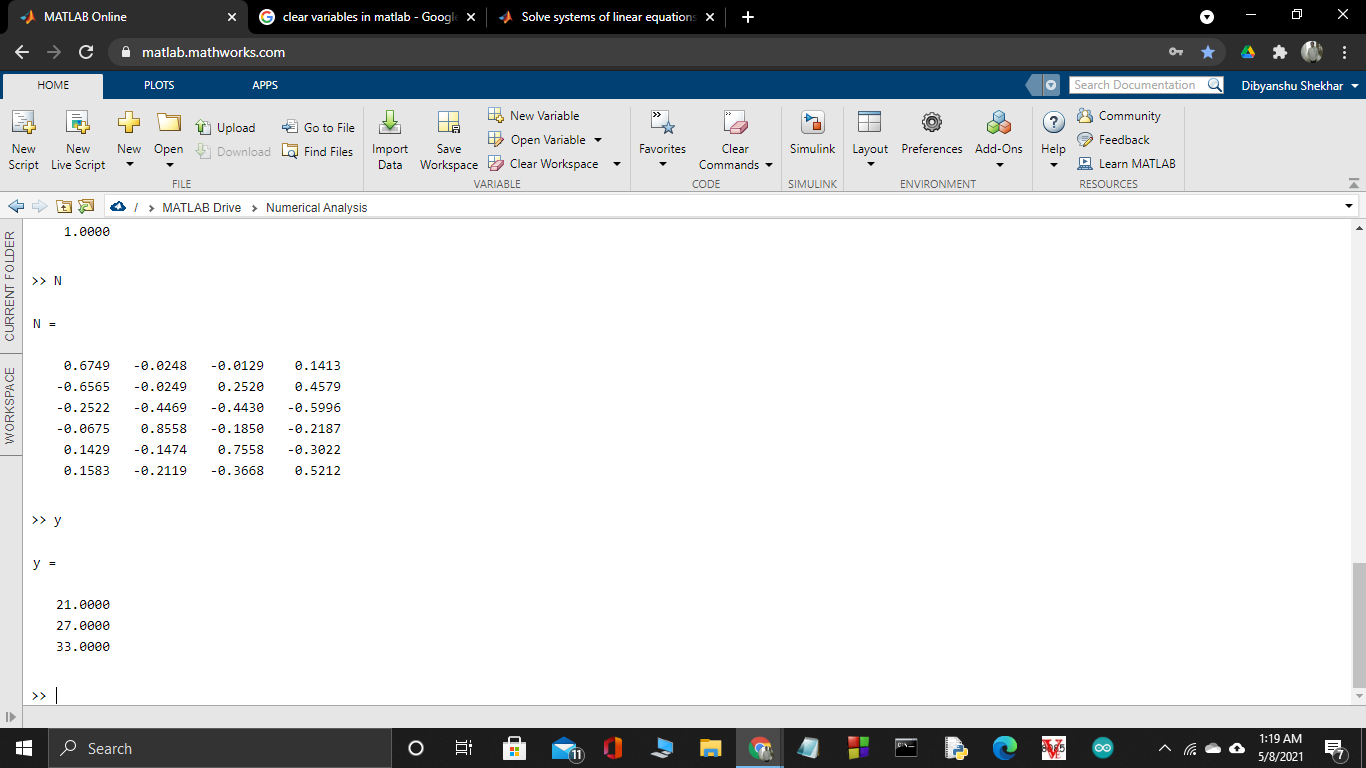 MATLAB Online
clear variables in matlab - Google
Solve systems of linear equations
matlab.mathworks.com
HOME PLOTS APPS
Search Documentation
Dibyanshu Shekhar
New Script
New Live Script
New
Open
Upload
Download
Go to File
Find Files
FILE
Import Data
Save Workspace
New Variable
Open Variable
Clear Workspace
VARIABLE
Favorites
Clear Commands
CODE
Simulink
SIMULINK
Layout
Preferences
Add-Ons
ENVIRONMENT
Help
Community
Feedback
Learn MATLAB
RESOURCES
/ > MATLAB Drive > Numerical Analysis
CURRENT FOLDER
WORKSPACE
1.0000
>> N
N =
0.6749 -0.0248 -0.0129 0.1413
-0.6565 -0.0249 0.2520 0.4579
-0.2522 -0.4469 -0.4430 -0.5996
-0.0675 0.8558 -0.1850 -0.2187
0.1429 -0.1474 0.7558 -0.3022
0.1583 -0.2119 -0.3668 0.5212
>> y
y =
21.0000
27.0000
33.0000
>>
Search
11
1:19 AM
5/8/2021
7